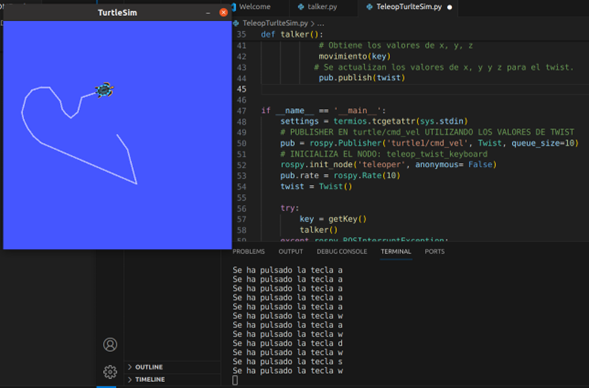 TurtleSim
Welcome
talker.py
TeleopTurlteSim.py
TeleopTurlteSim.py > ...
35 def talker():
41 # Obtiene los valores de x, y, z
42 movimiento(key)
43 # Se actualizan los valores de x, y y z para el twist.
44 pub.publish(twist)
45
46
47 if __name__ == '__main__':
48 settings = termios.tcgetattr(sys.stdin)
49 # PUBLISHER EN turtle/cmd_vel UTILIZANDO LOS VALORES DE TWIST
50 pub = rospy.Publisher('turtle1/cmd_vel', Twist, queue_size=10)
51 # INICIALIZA EL NODO: teleop_twist_keyboard
52 rospy.init_node('teleoper', anonymous= False)
53 pub.rate = rospy.Rate(10)
54 twist = Twist()
55
56 try:
57 key = getKey()
58 talker()
59 except rospy.ROSInterruptException:
PROBLEMS OUTPUT DEBUG CONSOLE TERMINAL PORTS
Se ha pulsado la tecla a
Se ha pulsado la tecla a
Se ha pulsado la tecla a
Se ha pulsado la tecla a
Se ha pulsado la tecla a
Se ha pulsado la tecla w
Se ha pulsado la tecla a
Se ha pulsado la tecla w
Se ha pulsado la tecla d
Se ha pulsado la tecla w
Se ha pulsado la tecla s
Se ha pulsado la tecla w
> OUTLINE
> TIMELINE